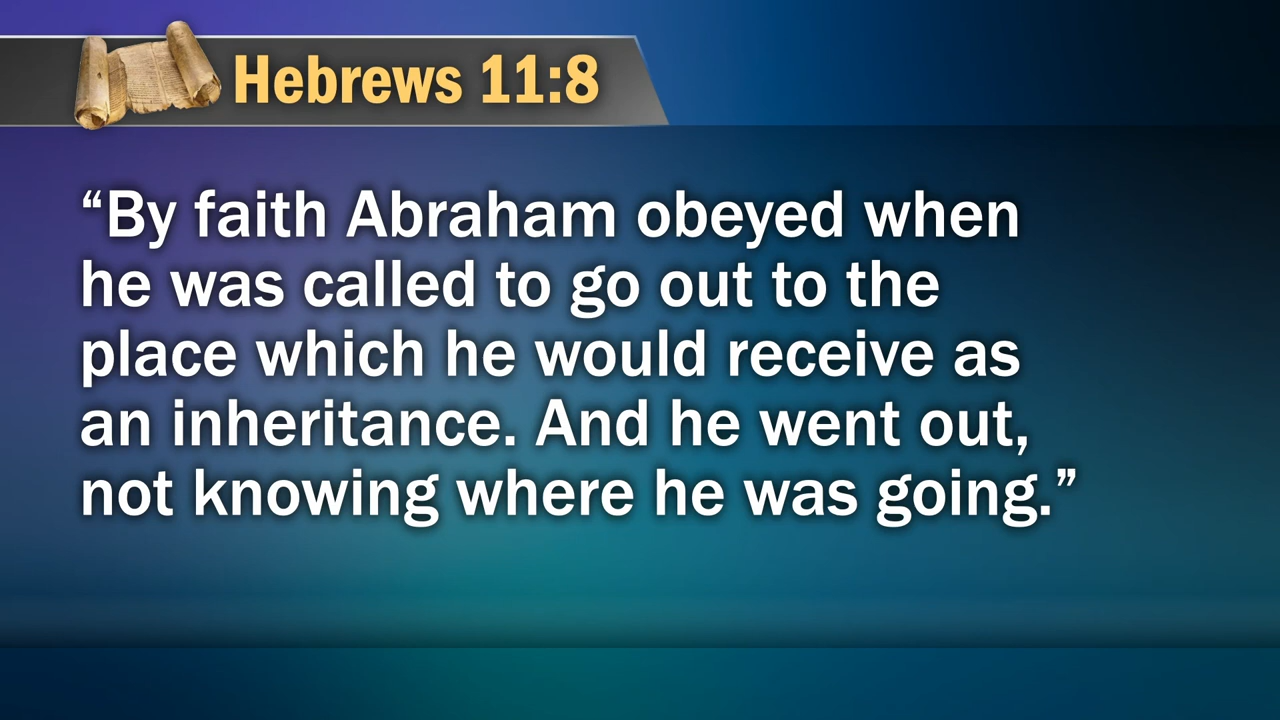 Hebrews 11:8
“By faith Abraham obeyed when
he was called to go out to the
place which he would receive as
an inheritance. And he went out,
not knowing where he was going.”